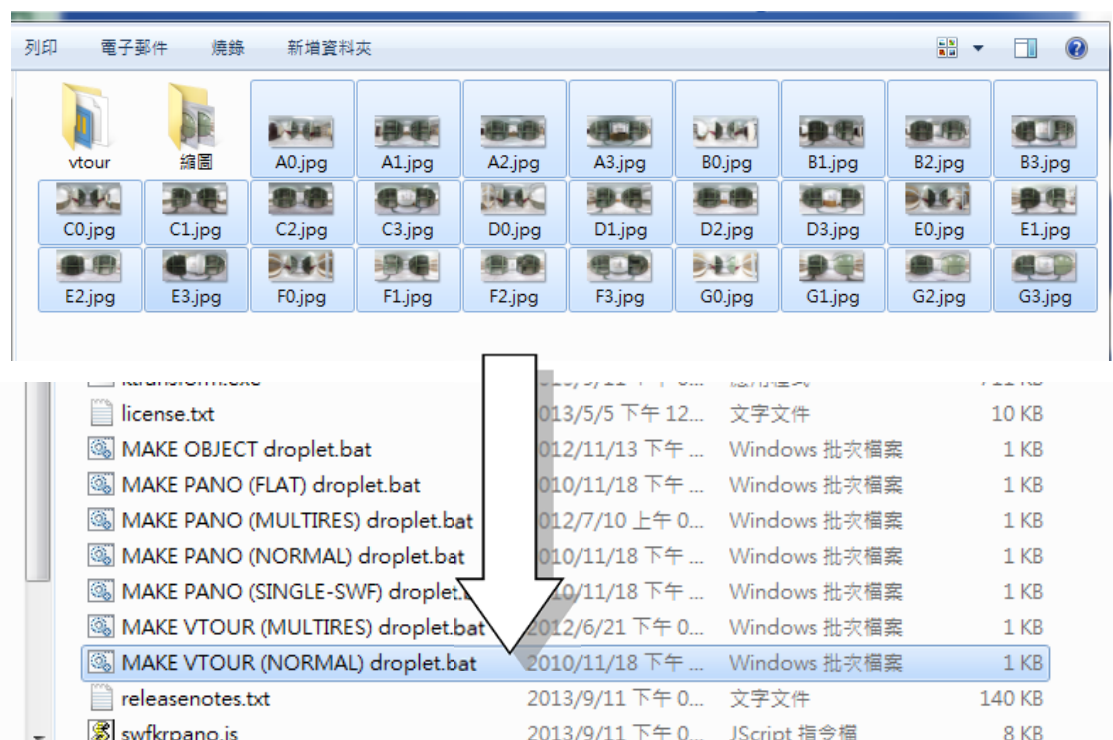 列印 電子郵件 燒錄 新增資料夾
vtour 縮圖 A0.jpg A1.jpg A2.jpg A3.jpg B0.jpg B1.jpg B2.jpg B3.jpg
C0.jpg C1.jpg C2.jpg C3.jpg D0.jpg D1.jpg D2.jpg D3.jpg E0.jpg E1.jpg
E2.jpg E3.jpg F0.jpg F1.jpg F2.jpg F3.jpg G0.jpg G1.jpg G2.jpg G3.jpg
license.txt 2013/5/5 下午 12... 文字文件 10 KB
MAKE OBJECT droplet.bat 012/11/13 下午 ... Windows 批次檔案 1 KB
MAKE PANO (FLAT) droplet.bat 010/11/18 下午 ... Windows 批次檔案 1 KB
MAKE PANO (MULTIRES) droplet.bat 012/7/10 上午 0... Windows 批次檔案 1 KB
MAKE PANO (NORMAL) droplet.bat 010/11/18 下午 ... Windows 批次檔案 1 KB
MAKE PANO (SINGLE-SWF) droplet. 10/11/18 下午 ... Windows 批次檔案 1 KB
MAKE VTOUR (MULTIRES) droplet.bat 2012/6/21 下午 0... Windows 批次檔案 1 KB
MAKE VTOUR (NORMAL) droplet.bat 2010/11/18 下午 ... Windows 批次檔案 1 KB
releasenotes.txt 2013/9/11 下午 0... 文字文件 140 KB
swfkrpano.js 2013/9/11 下午 0... JScript 指令檔 8 KB